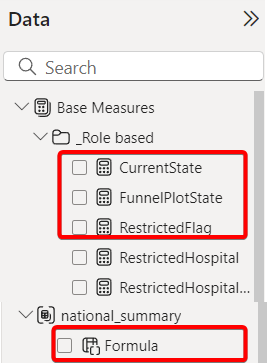 Data
Search
Base Measures
_Role based
CurrentState
FunnelPlotState
RestrictedFlag
RestrictedHospital
RestrictedHospital...
national_summary
Formula